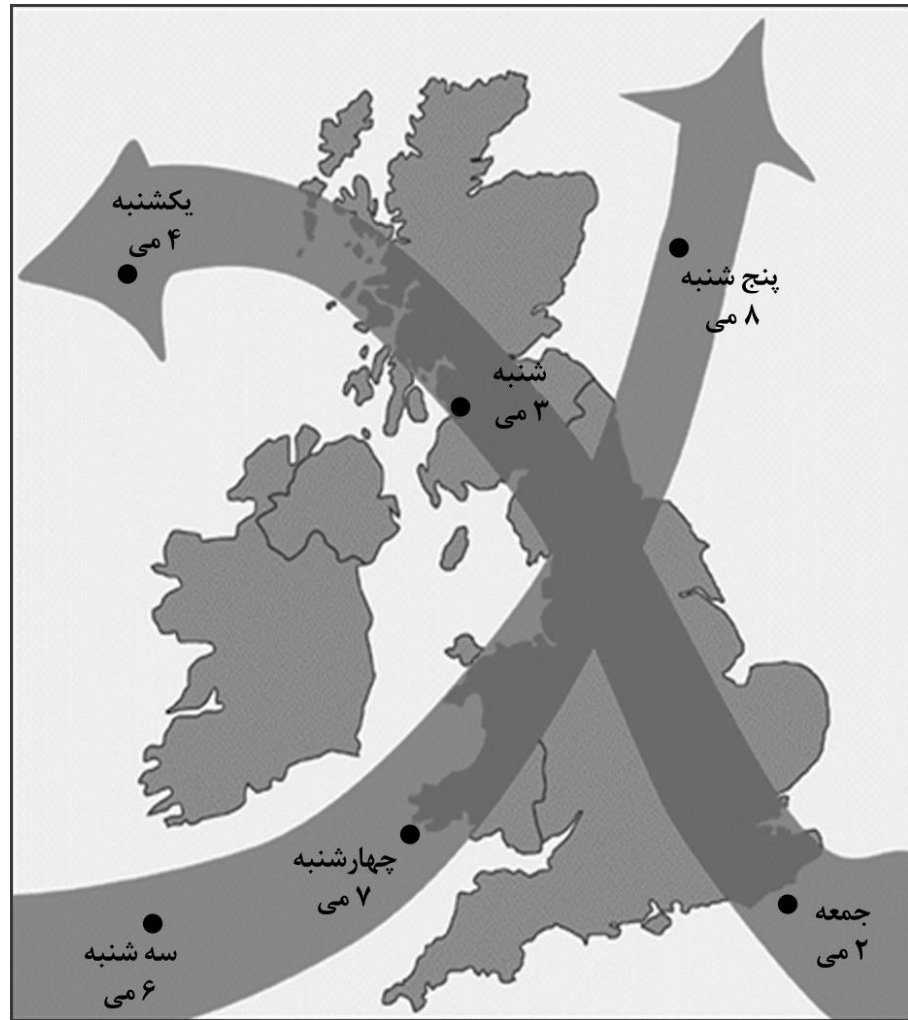 یکشنبه
۴ می
پنج شنبه
۸ می
شنبه
۳ می
چهارشنبه
۷ می
جمعه
۲ می
سه شنبه
۶ می